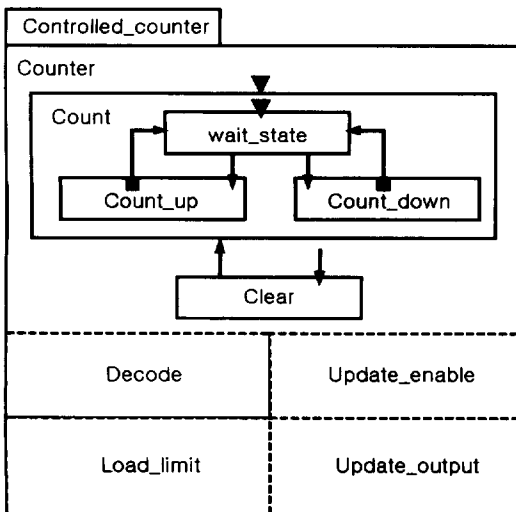 Controlled_counter
Counter
Count
wait_state
Count_up
Count_down
Clear
Decode
Update_enable
Load_limit
Update_output